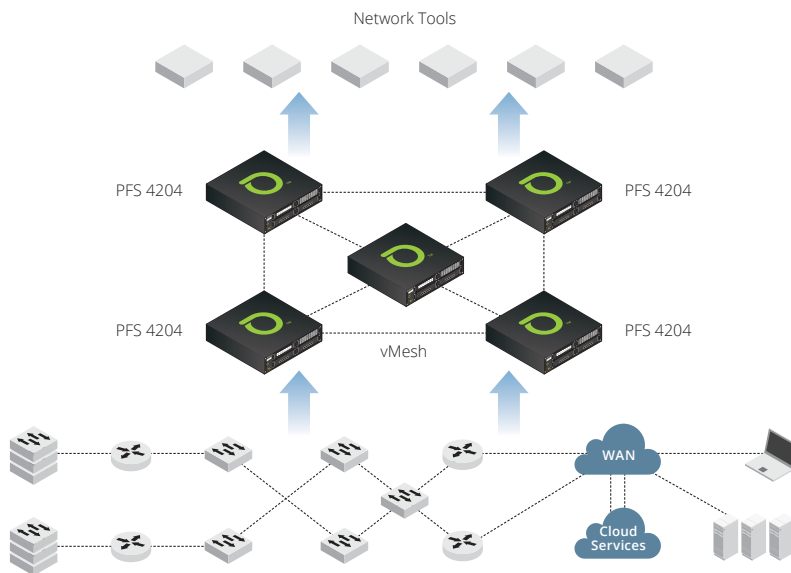 Network Tools
PFS 4204
PFS 4204
PFS 4204
PFS 4204
vMesh
WAN
Cloud
Services